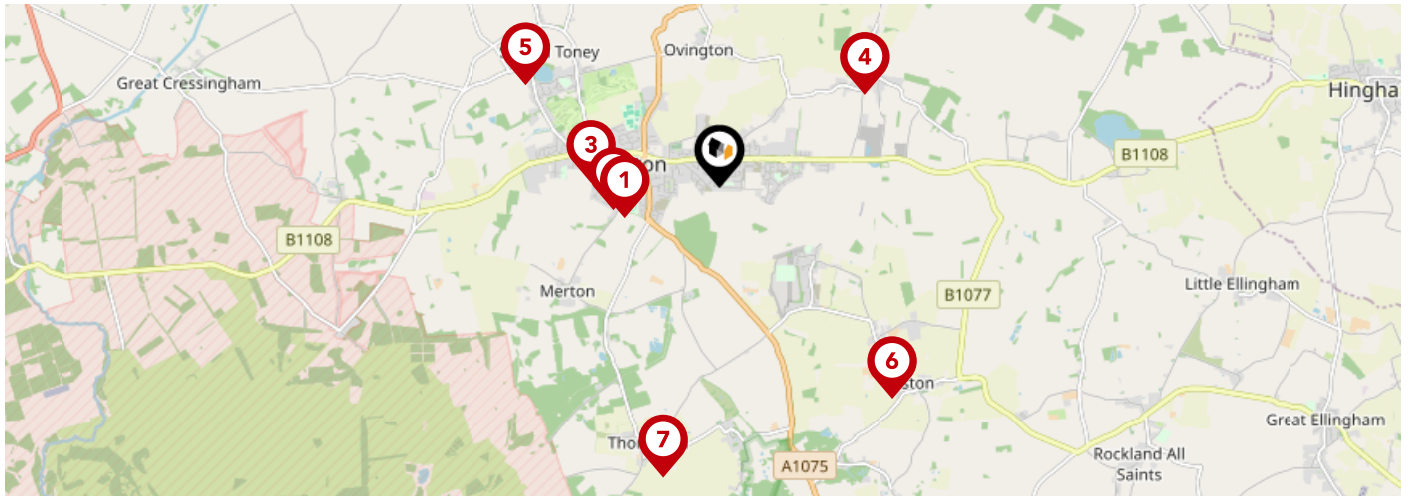 5
Toney
Ovington
4
Great Cressingham
Hingha
3
on
1
B1108
B1108
Merton
Little Ellingham
B1077
6
ston
Great Ellingham
7
Tho
A1075
Rockland All
Saints